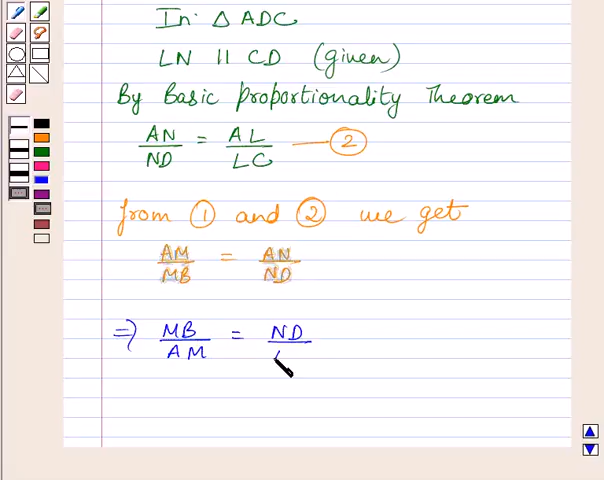 In △ ADC
LN || CD (given)
By Basic proportionality Theorem
AN/ND = AL/LC — ②
from ① and ② we get
AM/MB = AN/ND
⇒ MB/AM = ND/